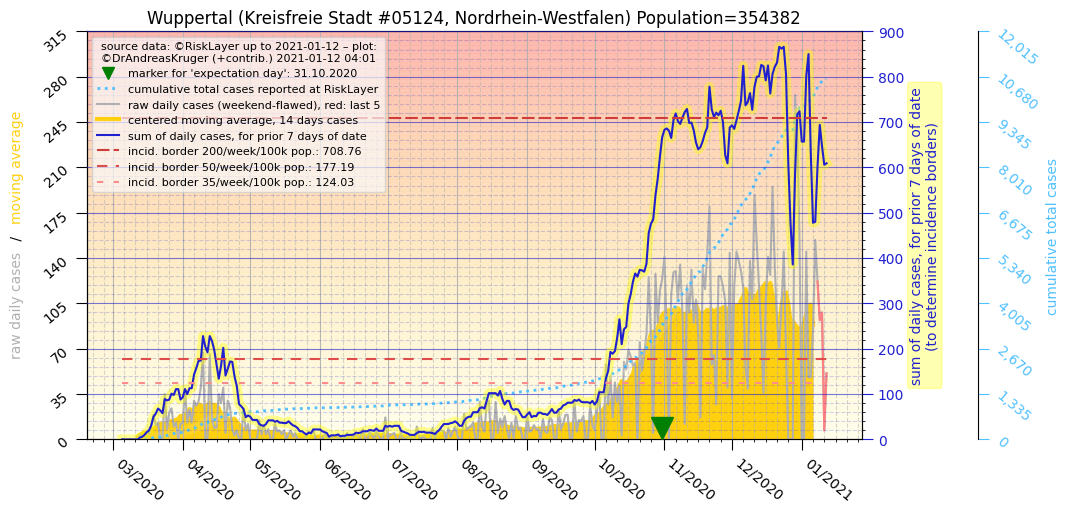 Wuppertal (Kreisfreie Stadt #05124, Nordrhein-Westfalen) Population=354382
source data: ©RiskLayer up to 2021-01-12 – plot:
©DrAndreasKruger (+contrib.) 2021-01-12 04:01
marker for 'expectation day': 31.10.2020
cumulative total cases reported at RiskLayer
raw daily cases (weekend-flawed), red: last 5
centered moving average, 14 days cases
sum of daily cases, for prior 7 days of date
incid. border 200/week/100k pop.: 708.76
incid. border 50/week/100k pop.: 177.19
incid. border 35/week/100k pop.: 124.03
raw daily cases / moving average
315
280
245
210
175
140
105
70
35
0
03/2020
04/2020
05/2020
06/2020
07/2020
08/2020
09/2020
10/2020
11/2020
12/2020
01/2021
900
800
700
600
500
400
300
200
100
0
sum of daily cases, for prior 7 days of date
(to determine incidence borders)
12,015
10,680
9,345
8,010
6,675
5,340
4,005
2,670
1,335
0
cumulative total cases